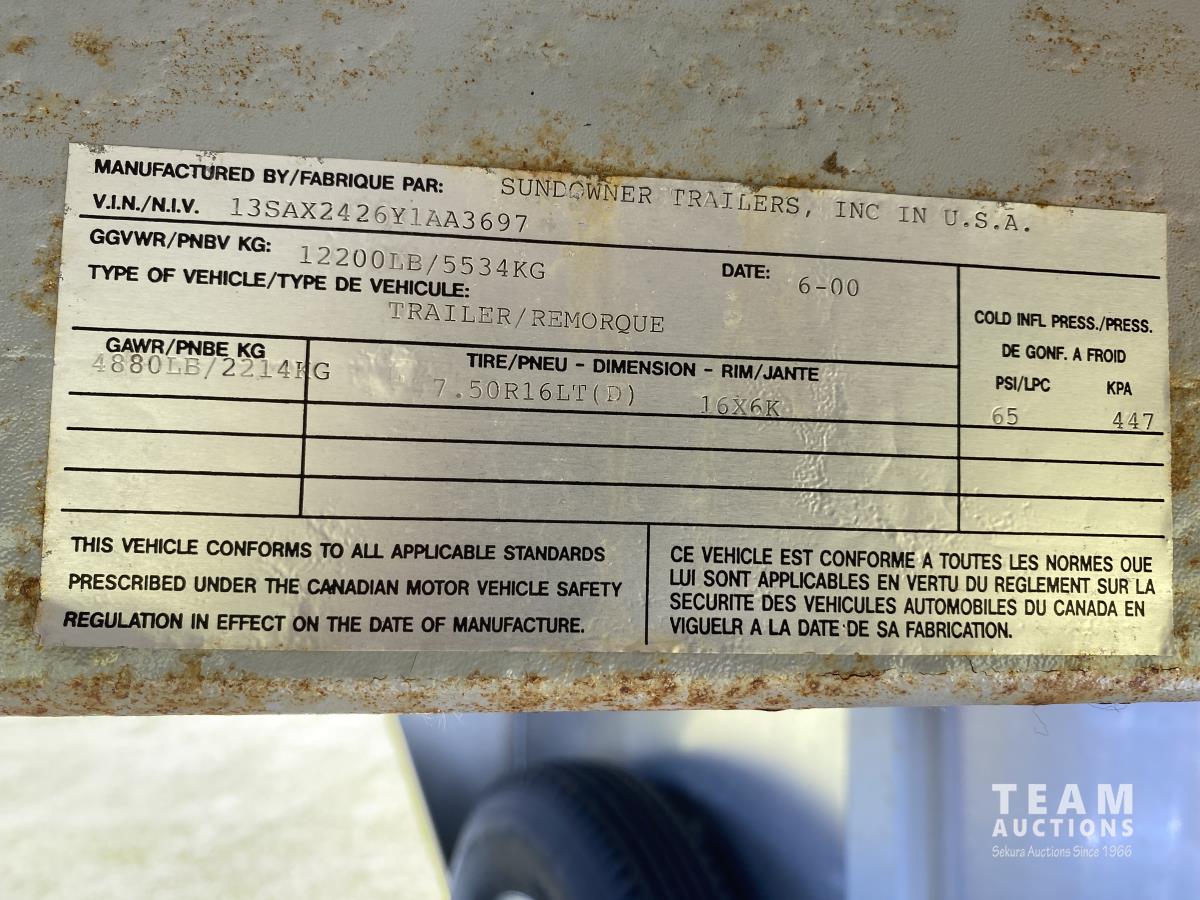 MANUFACTURED BY/FABRIQUE PAR: SUNDOWNER TRAILERS, INC IN U.S.A.
V.I.N./N.I.V. 13SAX2426Y1AA3697
GGVWR/PNBV KG: 12200LB/5534KG DATE: 6-00
TYPE OF VEHICLE/TYPE DE VEHICULE:
TRAILER/REMORQUE
COLD INFL PRESS./PRESS.
DE GONF. A FROID
GAWR/PNBE KG TIRE/PNEU - DIMENSION - RIM/JANTE PSI/LPC KPA
4880LB/2214KG 7.50R16LT(D) 16X6K 65 447
THIS VEHICLE CONFORMS TO ALL APPLICABLE STANDARDS
PRESCRIBED UNDER THE CANADIAN MOTOR VEHICLE SAFETY
REGULATION IN EFFECT ON THE DATE OF MANUFACTURE.
CE VEHICLE EST CONFORME A TOUTES LES NORMES OUE
LUI SONT APPLICABLES EN VERTU DU REGLEMENT SUR LA
SECURITE DES VEHICULES AUTOMOBILES DU CANADA EN
VIGUELR A LA DATE DE SA FABRICATION.
TEAM
AUCTIONS
Sekura Auctions Since 1966